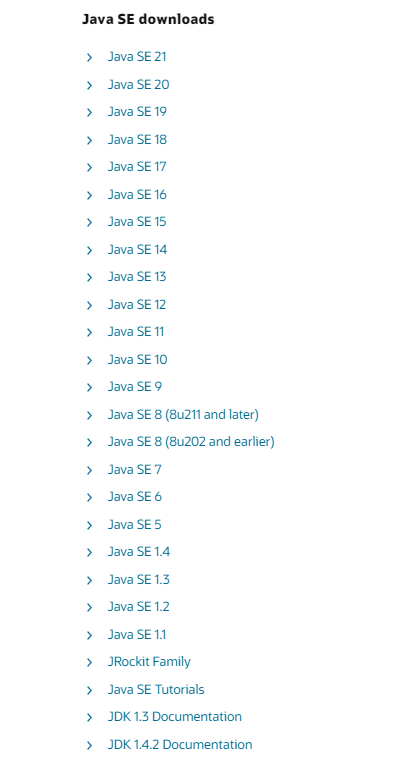 Java SE downloads
Java SE 21
Java SE 20
Java SE 19
Java SE 18
Java SE 17
Java SE 16
Java SE 15
Java SE 14
Java SE 13
Java SE 12
Java SE 11
Java SE 10
Java SE 9
Java SE 8 (8u211 and later)
Java SE 8 (8u202 and earlier)
Java SE 7
Java SE 6
Java SE 5
Java SE 1.4
Java SE 1.3
Java SE 1.2
Java SE 1.1
JRockit Family
Java SE Tutorials
JDK 1.3 Documentation
JDK 1.4.2 Documentation